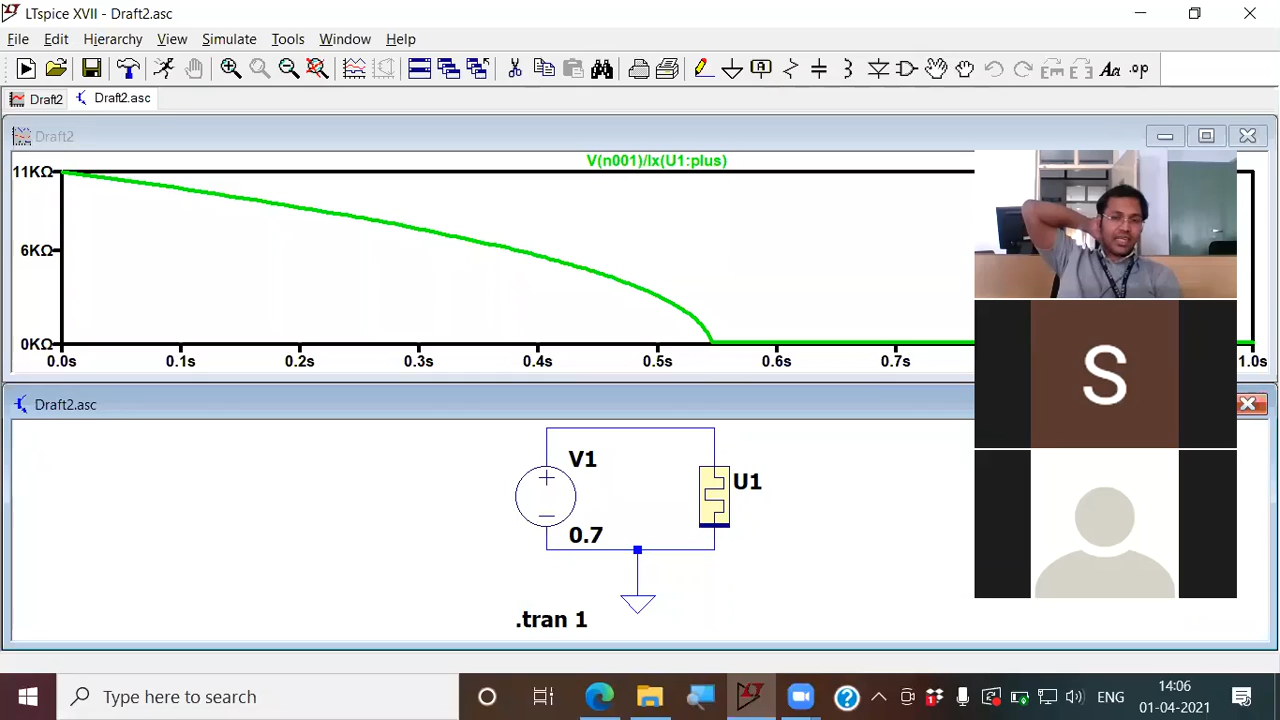 LTspice XVII - Draft2.asc
File Edit Hierarchy View Simulate Tools Window Help
Draft2 Draft2.asc
Draft2
V(n001)/Ix(U1:plus)
11KΩ
6KΩ
0KΩ
0.0s 0.1s 0.2s 0.3s 0.4s 0.5s 0.6s 0.7s 1.0s
Draft2.asc
V1
U1
0.7
.tran 1
S
Type here to search
ENG
14:06
01-04-2021